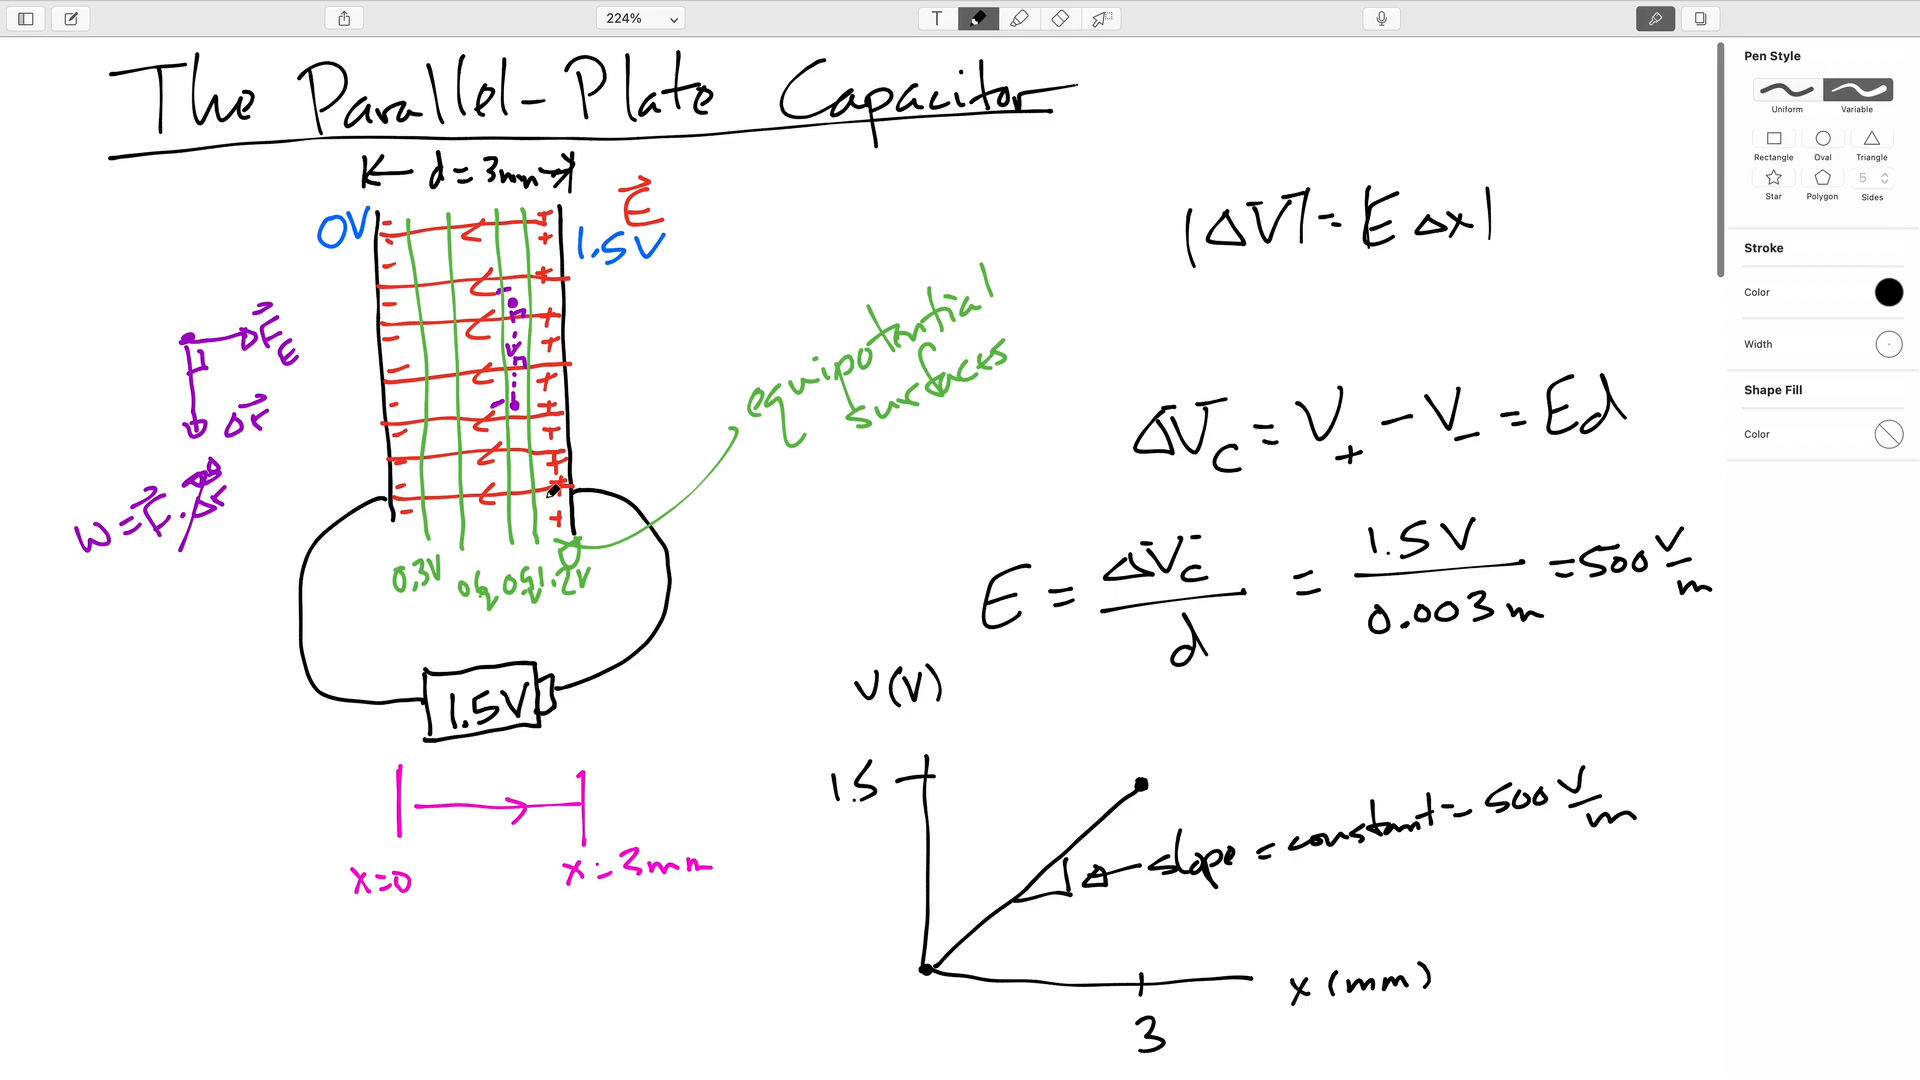 224%
T
Pen Style
Uniform
Variable
Rectangle
Oval
Triangle
5
Star
Polygon
Sides
Stroke
Color
Width
Shape Fill
Color
The Parallel-Plate Capacitor
d = 3mm
0V
E
1.5V
|ΔV| = |E Δx|
equipotential
surfaces
F_E
Δr
W = F · Δr
ΔV_C = V_+ - V_- = Ed
E = ΔV_C / d = 1.5V / 0.003m = 500 V/m
0.3V
1.2V
1.5V
V(V)
1.5
slope = constant = 500 V/m
x=0
x=3mm
x (mm)
3